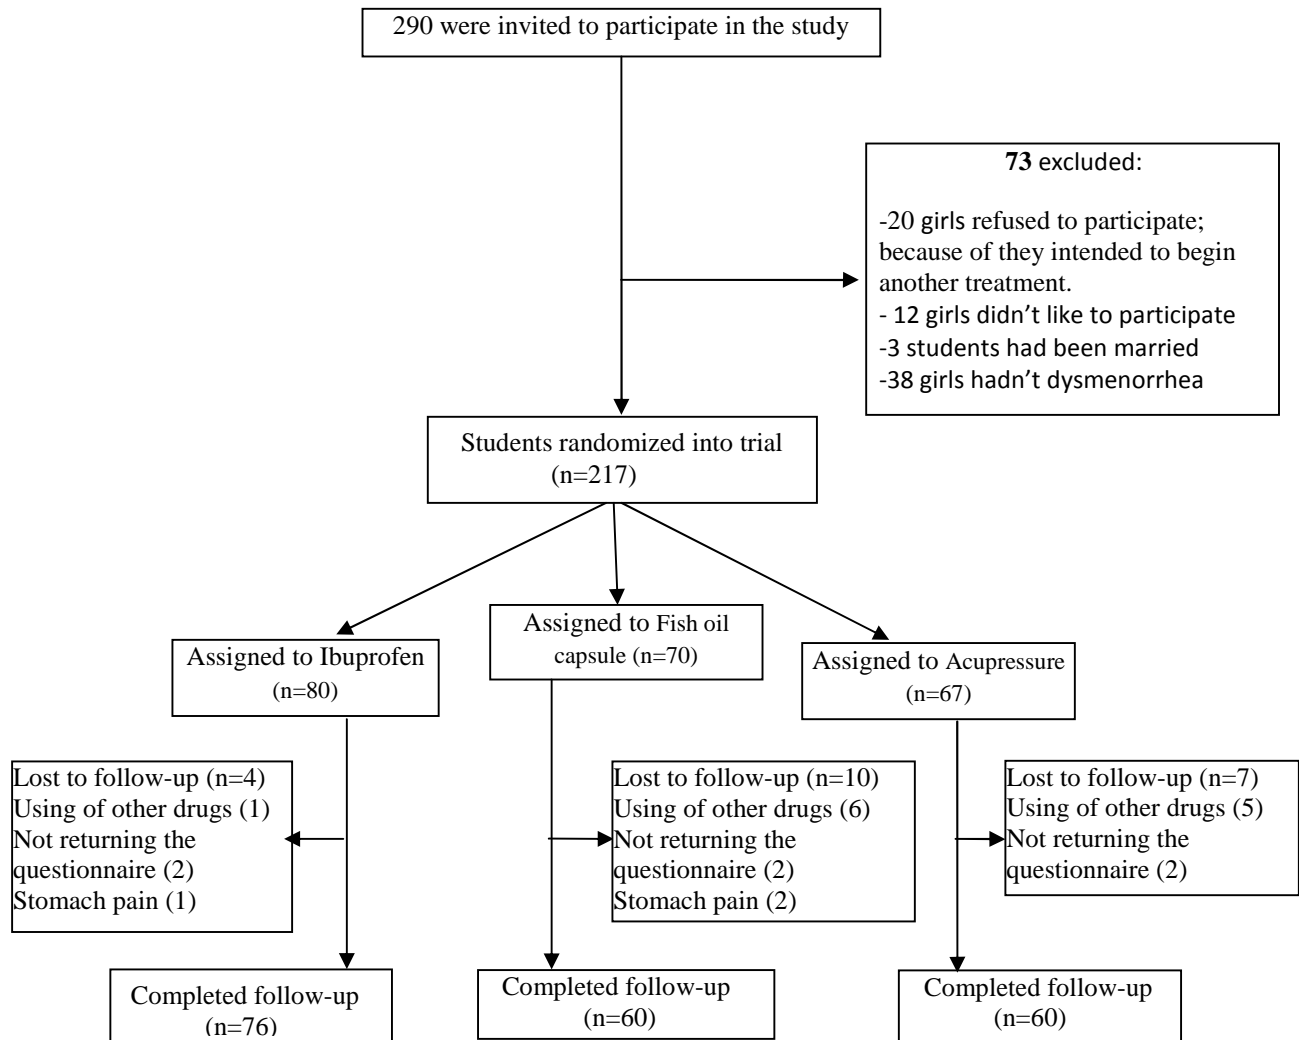 290 were invited to participate in the study
73 excluded:
-20 girls refused to participate;
because of they intended to begin
another treatment.
- 12 girls didn’t like to participate
-3 students had been married
-38 girls hadn’t dysmenorrhea
Students randomized into trial
(n=217)
Assigned to Ibuprofen
(n=80)
Assigned to Fish oil
capsule (n=70)
Assigned to Acupressure
(n=67)
Lost to follow-up (n=4)
Using of other drugs (1)
Not returning the
questionnaire (2)
Stomach pain (1)
Lost to follow-up (n=10)
Using of other drugs (6)
Not returning the
questionnaire (2)
Stomach pain (2)
Lost to follow-up (n=7)
Using of other drugs (5)
Not returning the
questionnaire (2)
Completed follow-up
(n=76)
Completed follow-up
(n=60)
Completed follow-up
(n=60)